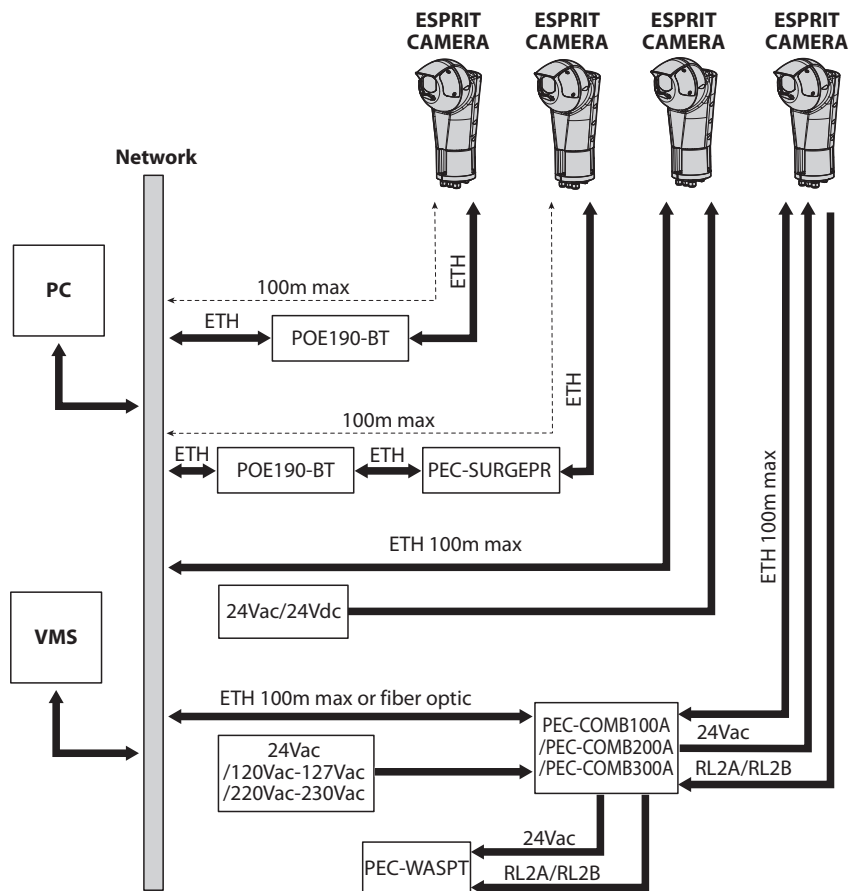 ESPRIT
CAMERA
ESPRIT
CAMERA
ESPRIT
CAMERA
ESPRIT
CAMERA
Network
PC
100m max
ETH
ETH
POE190-BT
100m max
ETH
ETH
POE190-BT
ETH
PEC-SURGEPR
ETH 100m max
ETH 100m max
24Vac/24Vdc
VMS
ETH 100m max or fiber optic
24Vac
/120Vac-127Vac
/220Vac-230Vac
PEC-COMB100A
/PEC-COMB200A
/PEC-COMB300A
24Vac
RL2A/RL2B
24Vac
PEC-WASPT
RL2A/RL2B